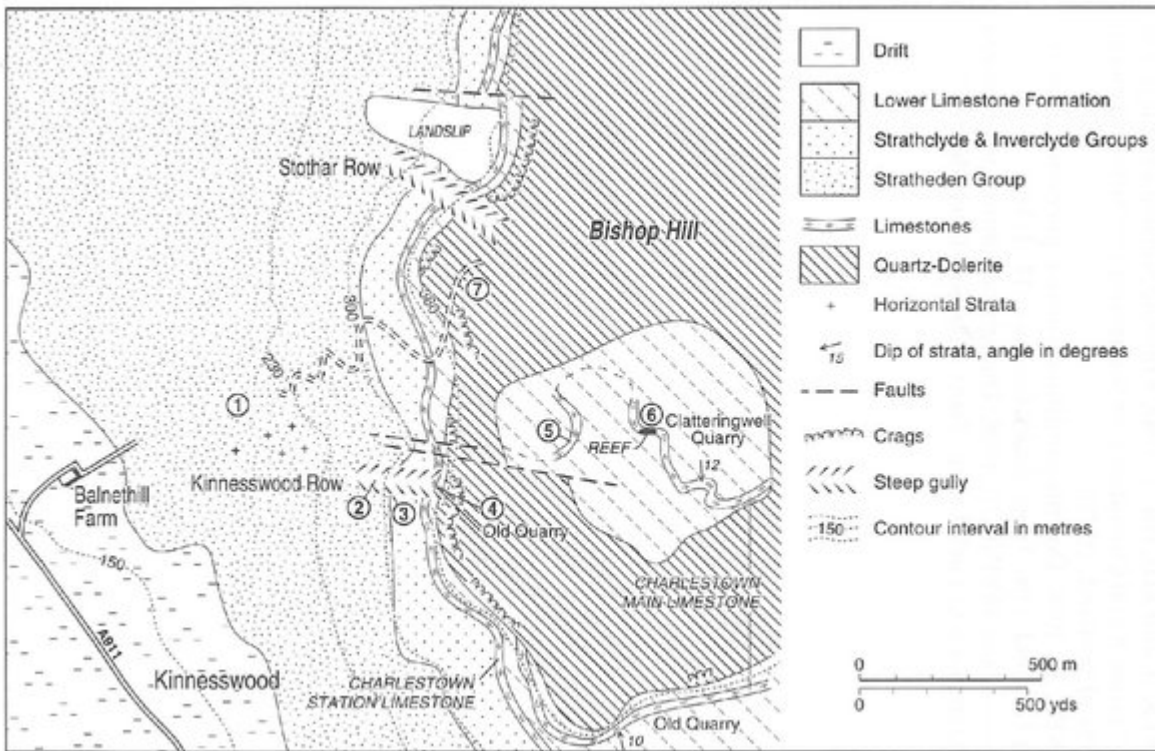 LANDSLIP
Stothar Row
Bishop Hill
7
300
360
230
1
5
6
Clatteringwell
Quarry
REEF
12
Kinnesswood Row
Balnethill
Farm
2
3
4
Old Quarry
150
CHARLESTOWN
MAIN LIMESTONE
A911
Kinnesswood
CHARLESTOWN
STATION LIMESTONE
Old Quarry
10
Drift
Lower Limestone Formation
Strathclyde & Inverclyde Groups
Stratheden Group
Limestones
Quartz-Dolerite
Horizontal Strata
Dip of strata, angle in degrees
15
Faults
Crags
Steep gully
150
Contour interval in metres
0 500 m
0 500 yds